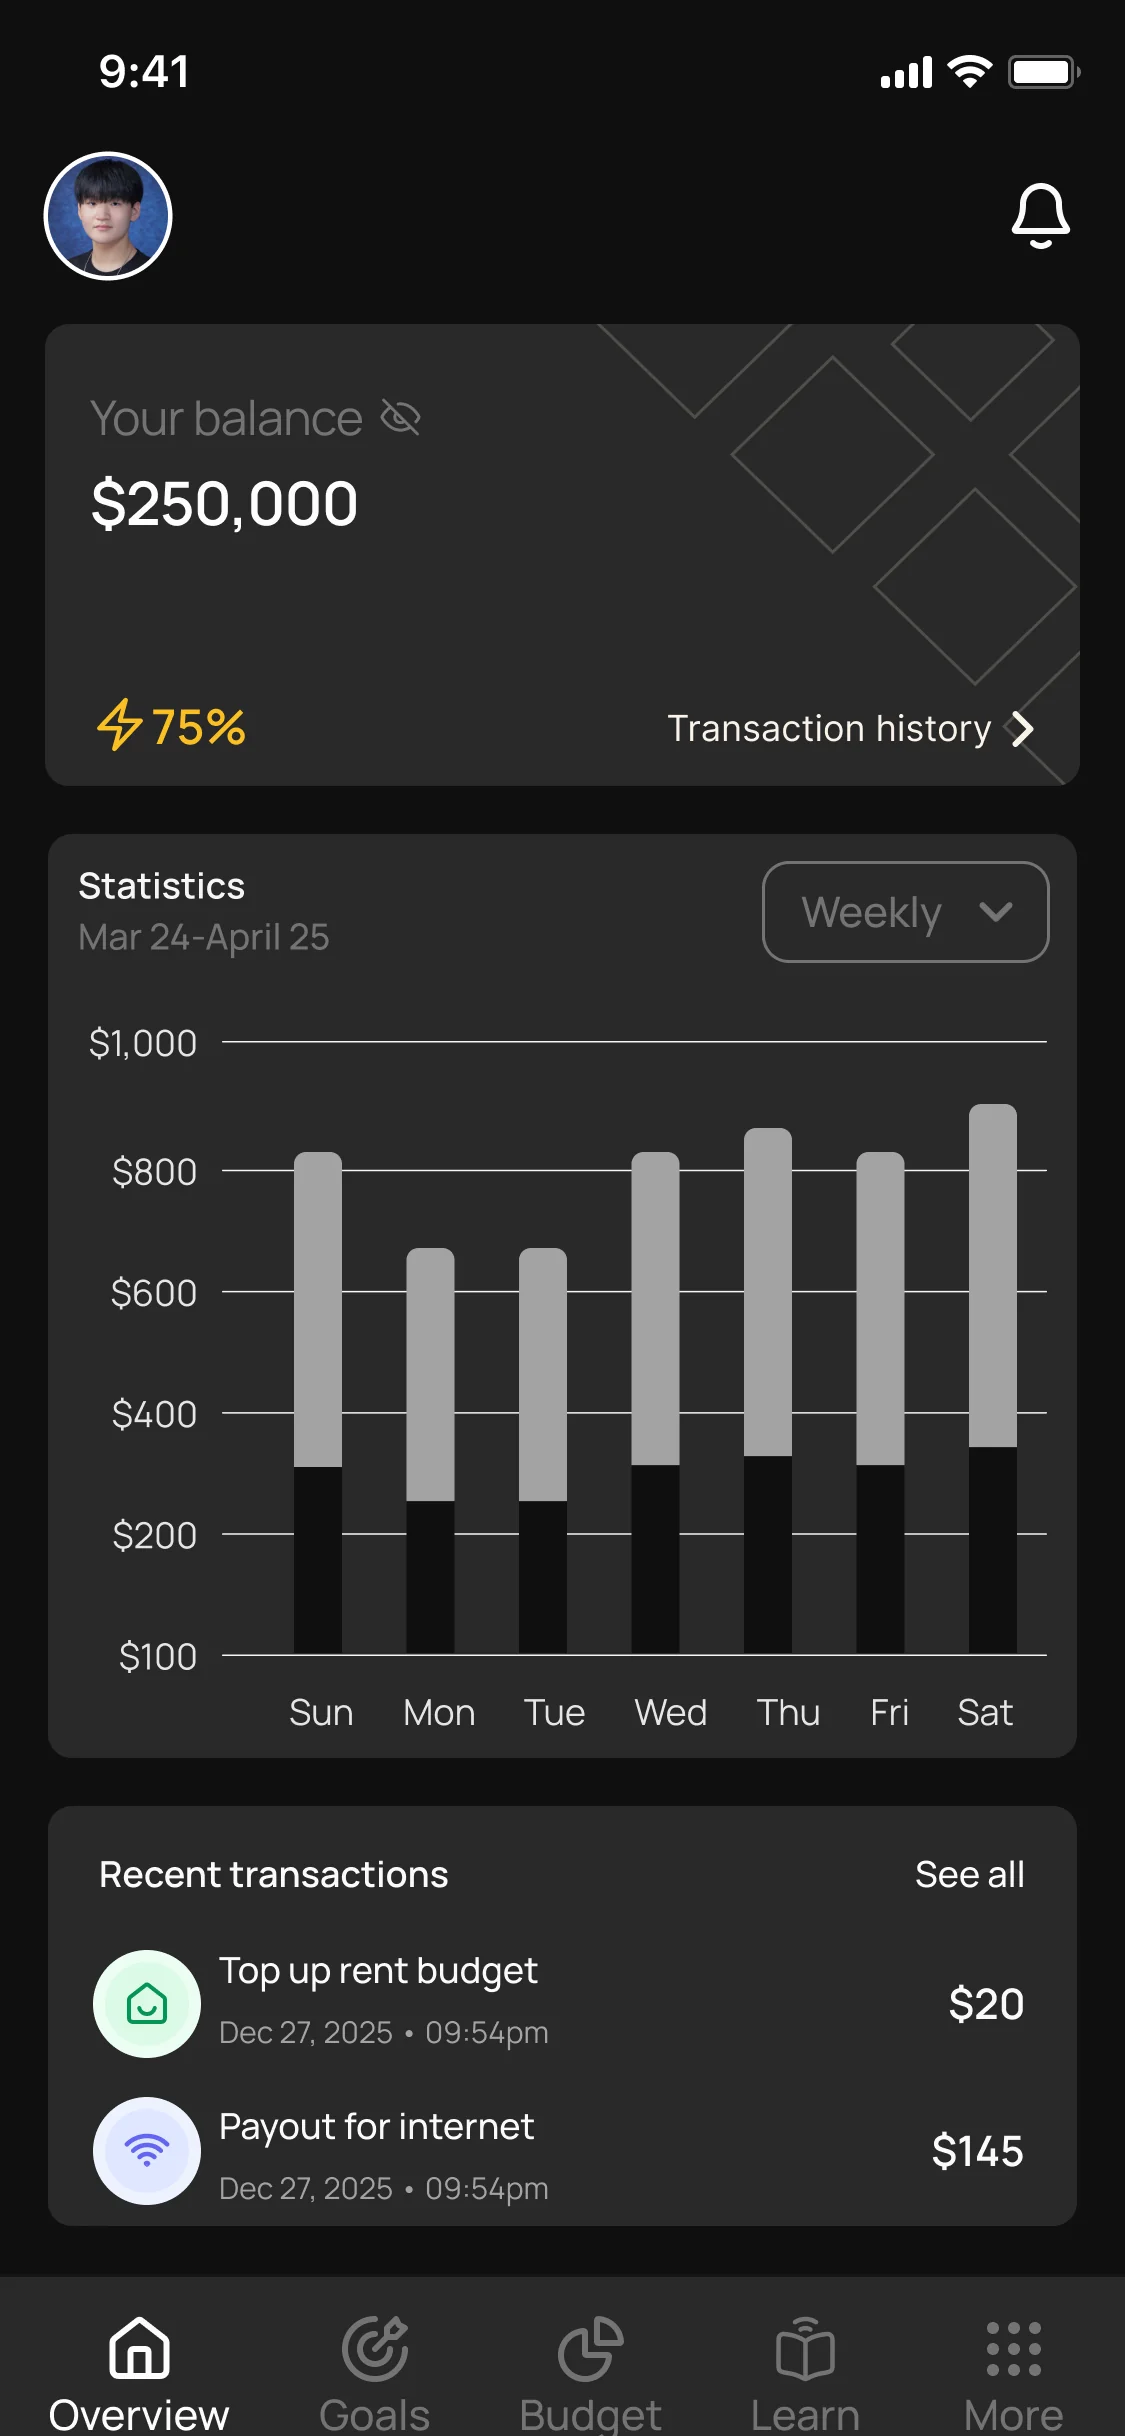 9:41
Your balance
$250,000
75%
Transaction history
Statistics
Mar 24-April 25
Weekly
$1,000
$800
$600
$400
$200
$100
Sun Mon Tue Wed Thu Fri Sat
Recent transactions
See all
Top up rent budget
Dec 27, 2025 • 09:54pm
$20
Payout for internet
Dec 27, 2025 • 09:54pm
$145
Overview Goals Budget Learn More